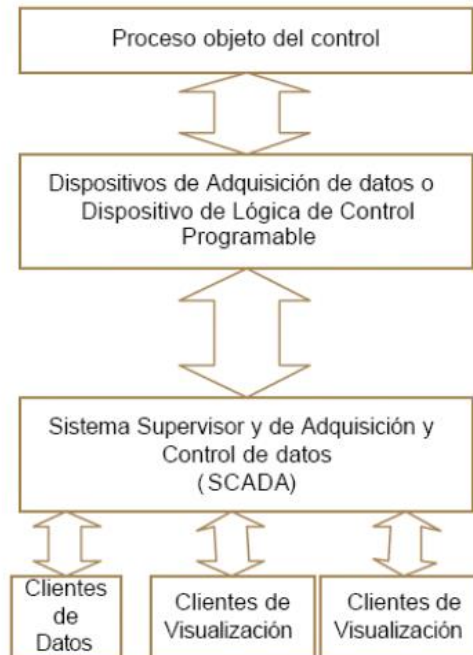 Proceso objeto del control
Dispositivos de Adquisición de datos o
Dispositivo de Lógica de Control
Programable
Sistema Supervisor y de Adquisición y
Control de datos
(SCADA)
Clientes
de
Datos
Clientes de
Visualización
Clientes de
Visualización